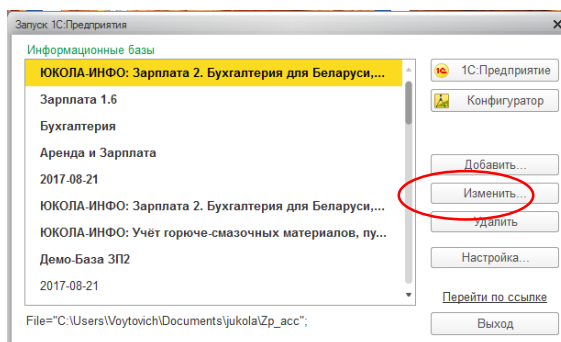 Запуск 1С:Предприятия
Информационные базы
ЮКОЛА-ИНФО: Зарплата 2. Бухгалтерия для Беларуси,...
Зарплата 1.6
Бухгалтерия
Аренда и Зарплата
2017-08-21
ЮКОЛА-ИНФО: Зарплата 2. Бухгалтерия для Беларуси,...
ЮКОЛА-ИНФО: Учёт горюче-смазочных материалов, пу...
Демо-База ЗП2
2017-08-21
File="C:\Users\Voytovich\Documents\jukola\Zp_acc";
1С:Предприятие
Конфигуратор
Добавить...
Изменить...
Удалить
Настройка...
Перейти по ссылке
Выход